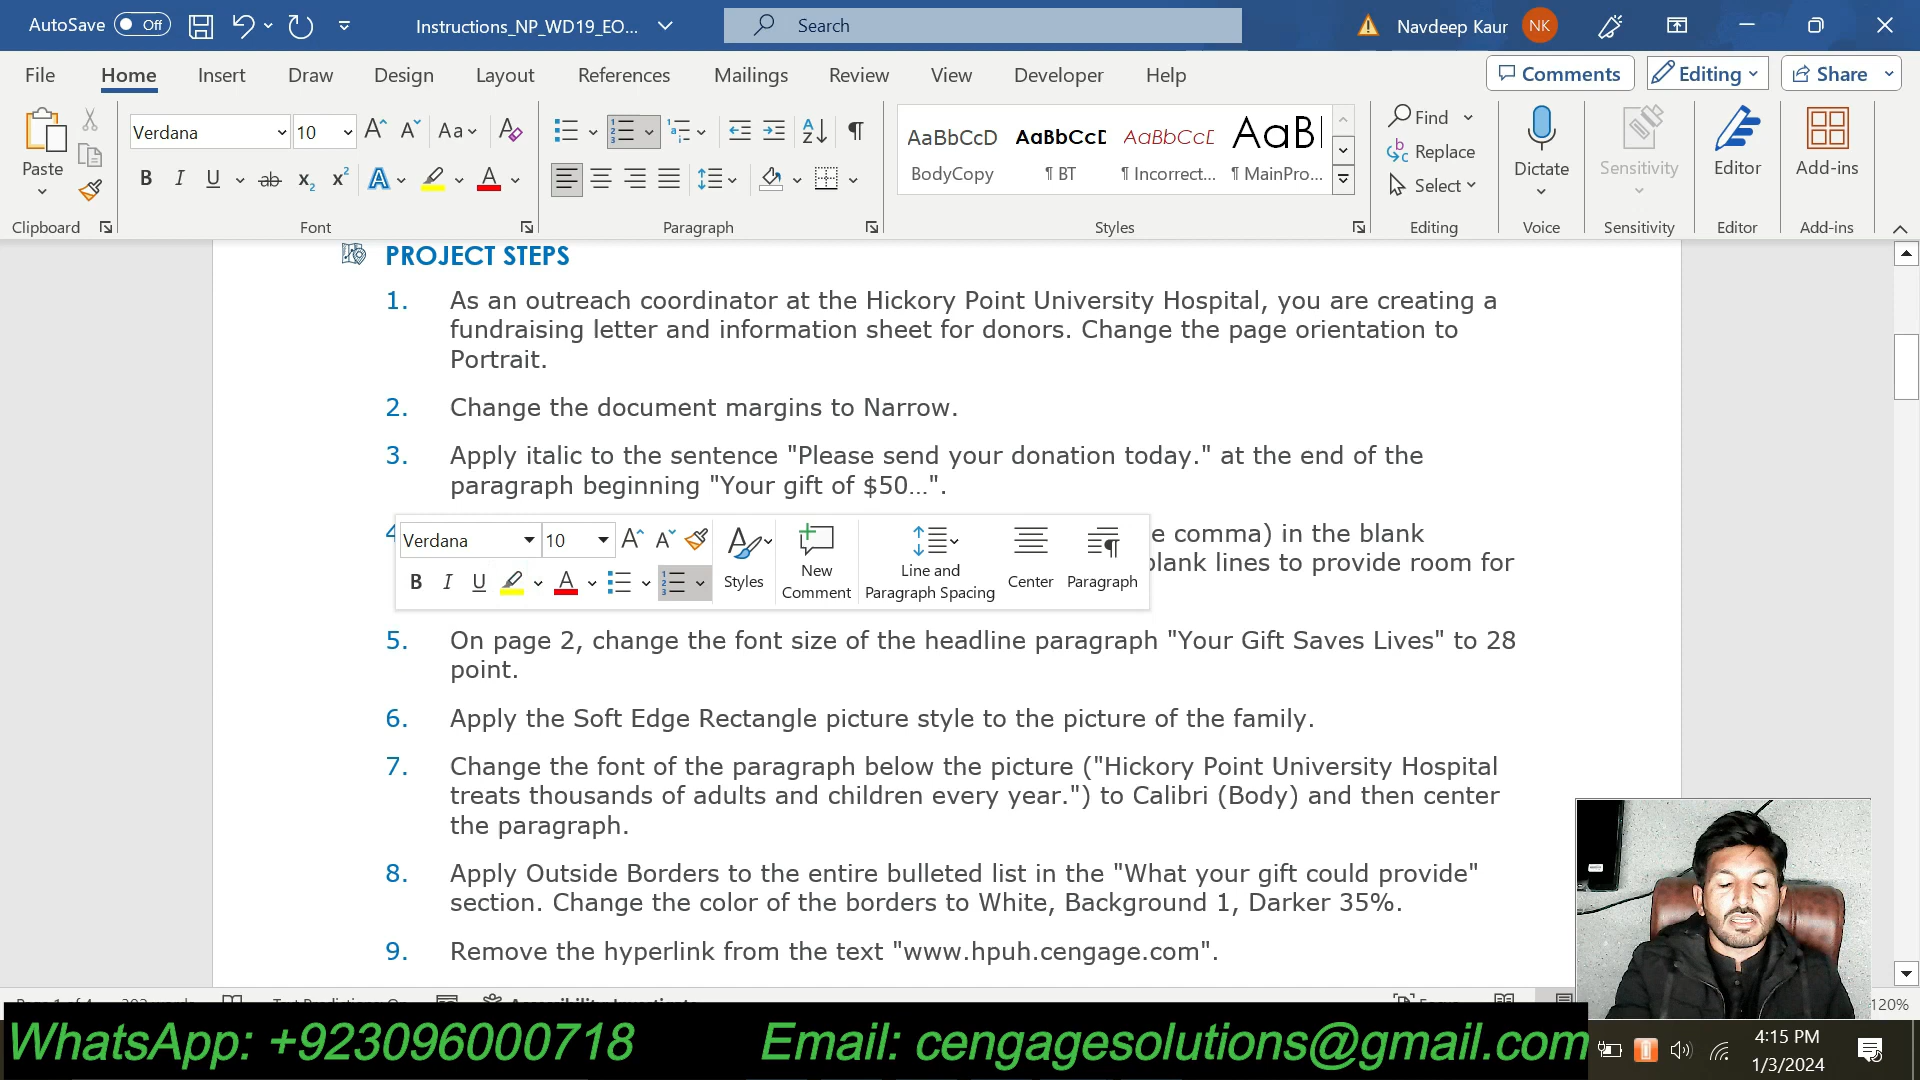 AutoSave Off Instructions_NP_WD19_EO... Search Navdeep Kaur NK
File Home Insert Draw Design Layout References Mailings Review View Developer Help Comments Editing Share
Paste Verdana 10 Aa
AaBbCcD AaBbCcD AaBbCcD AaB
BodyCopy ¶ BT ¶ Incorrect... ¶ MainPro...
Find
Replace
Select
Dictate Sensitivity Editor Add-ins
Clipboard Font Paragraph Styles Editing Voice Sensitivity Editor Add-ins
PROJECT STEPS
1. As an outreach coordinator at the Hickory Point University Hospital, you are creating a
fundraising letter and information sheet for donors. Change the page orientation to
Portrait.
2. Change the document margins to Narrow.
3. Apply italic to the sentence "Please send your donation today." at the end of the
paragraph beginning "Your gift of $50...".
e comma) in the blank
blank lines to provide room for
Verdana 10
B I U A
Styles
New
Comment
Line and
Paragraph Spacing
Center
Paragraph
5. On page 2, change the font size of the headline paragraph "Your Gift Saves Lives" to 28
point.
6. Apply the Soft Edge Rectangle picture style to the picture of the family.
7. Change the font of the paragraph below the picture ("Hickory Point University Hospital
treats thousands of adults and children every year.") to Calibri (Body) and then center
the paragraph.
8. Apply Outside Borders to the entire bulleted list in the "What your gift could provide"
section. Change the color of the borders to White, Background 1, Darker 35%.
9. Remove the hyperlink from the text "www.hpuh.cengage.com".
120%
WhatsApp: +923096000718 Email: cengagesolutions@gmail.com
4:15 PM
1/3/2024